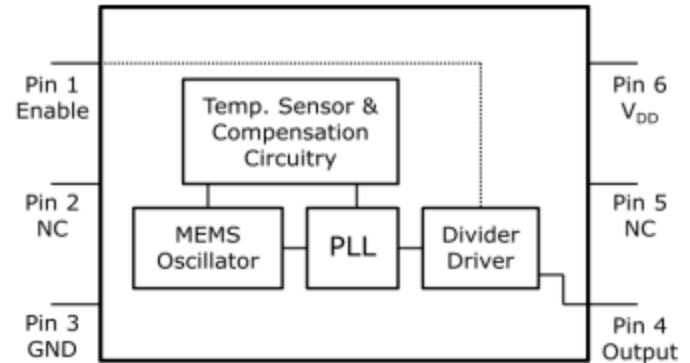 Pin 1
Enable
Pin 2
NC
Pin 3
GND
Temp. Sensor &
Compensation
Circuitry
MEMS
Oscillator
PLL
Divider
Driver
Pin 6
VDD
Pin 5
NC
Pin 4
Output